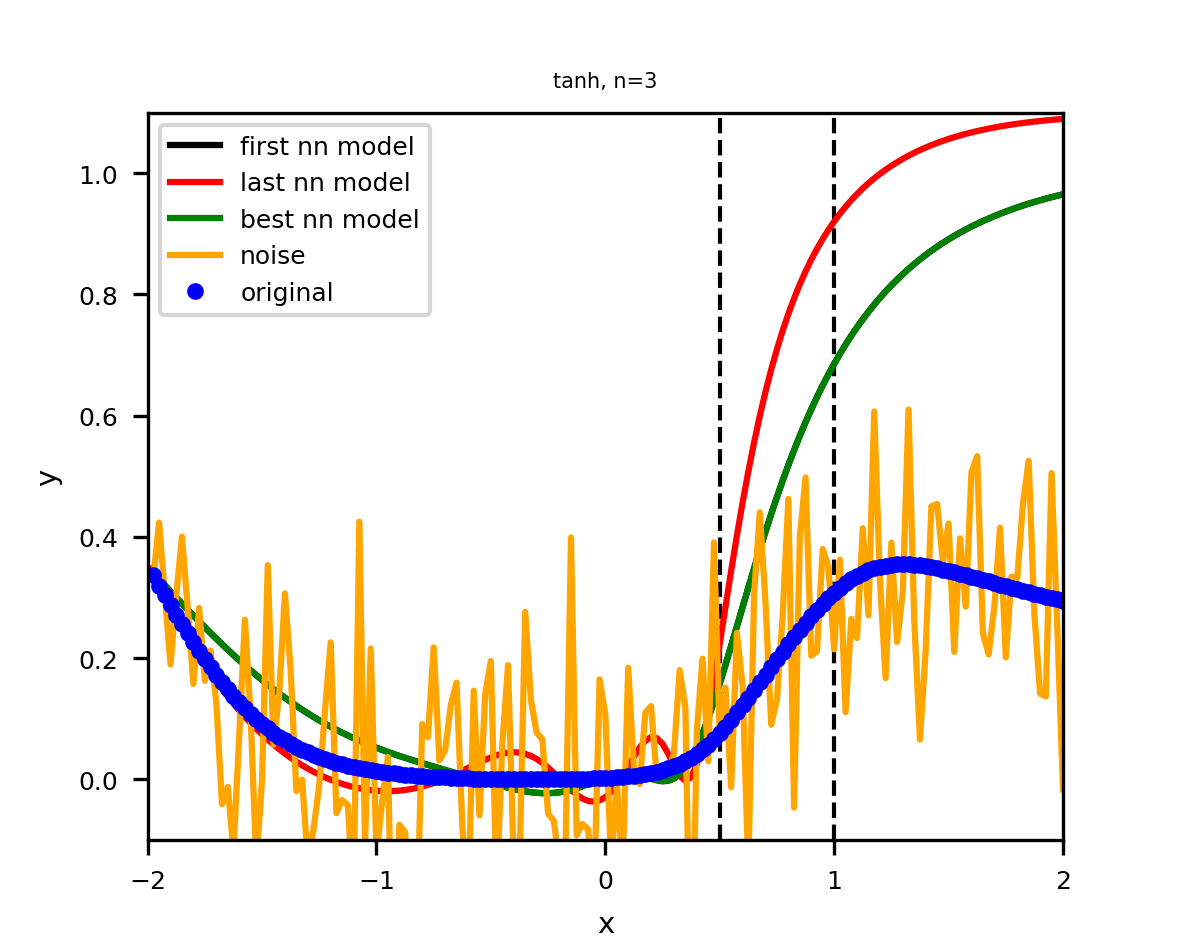 tanh, n=3
first nn model
last nn model
best nn model
noise
original
1.0
0.8
0.6
0.4
0.2
0.0
y
−2 −1 0 1 2
x